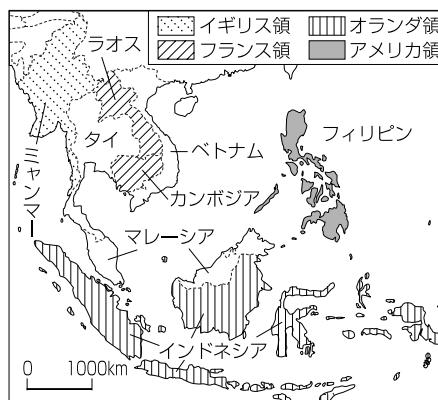 イギリス領
オランダ領
フランス領
アメリカ領
ラオス
タイ
フィリピン
ベトナム
ミャンマー
カンボジア
マレーシア
インドネシア
0 1000km